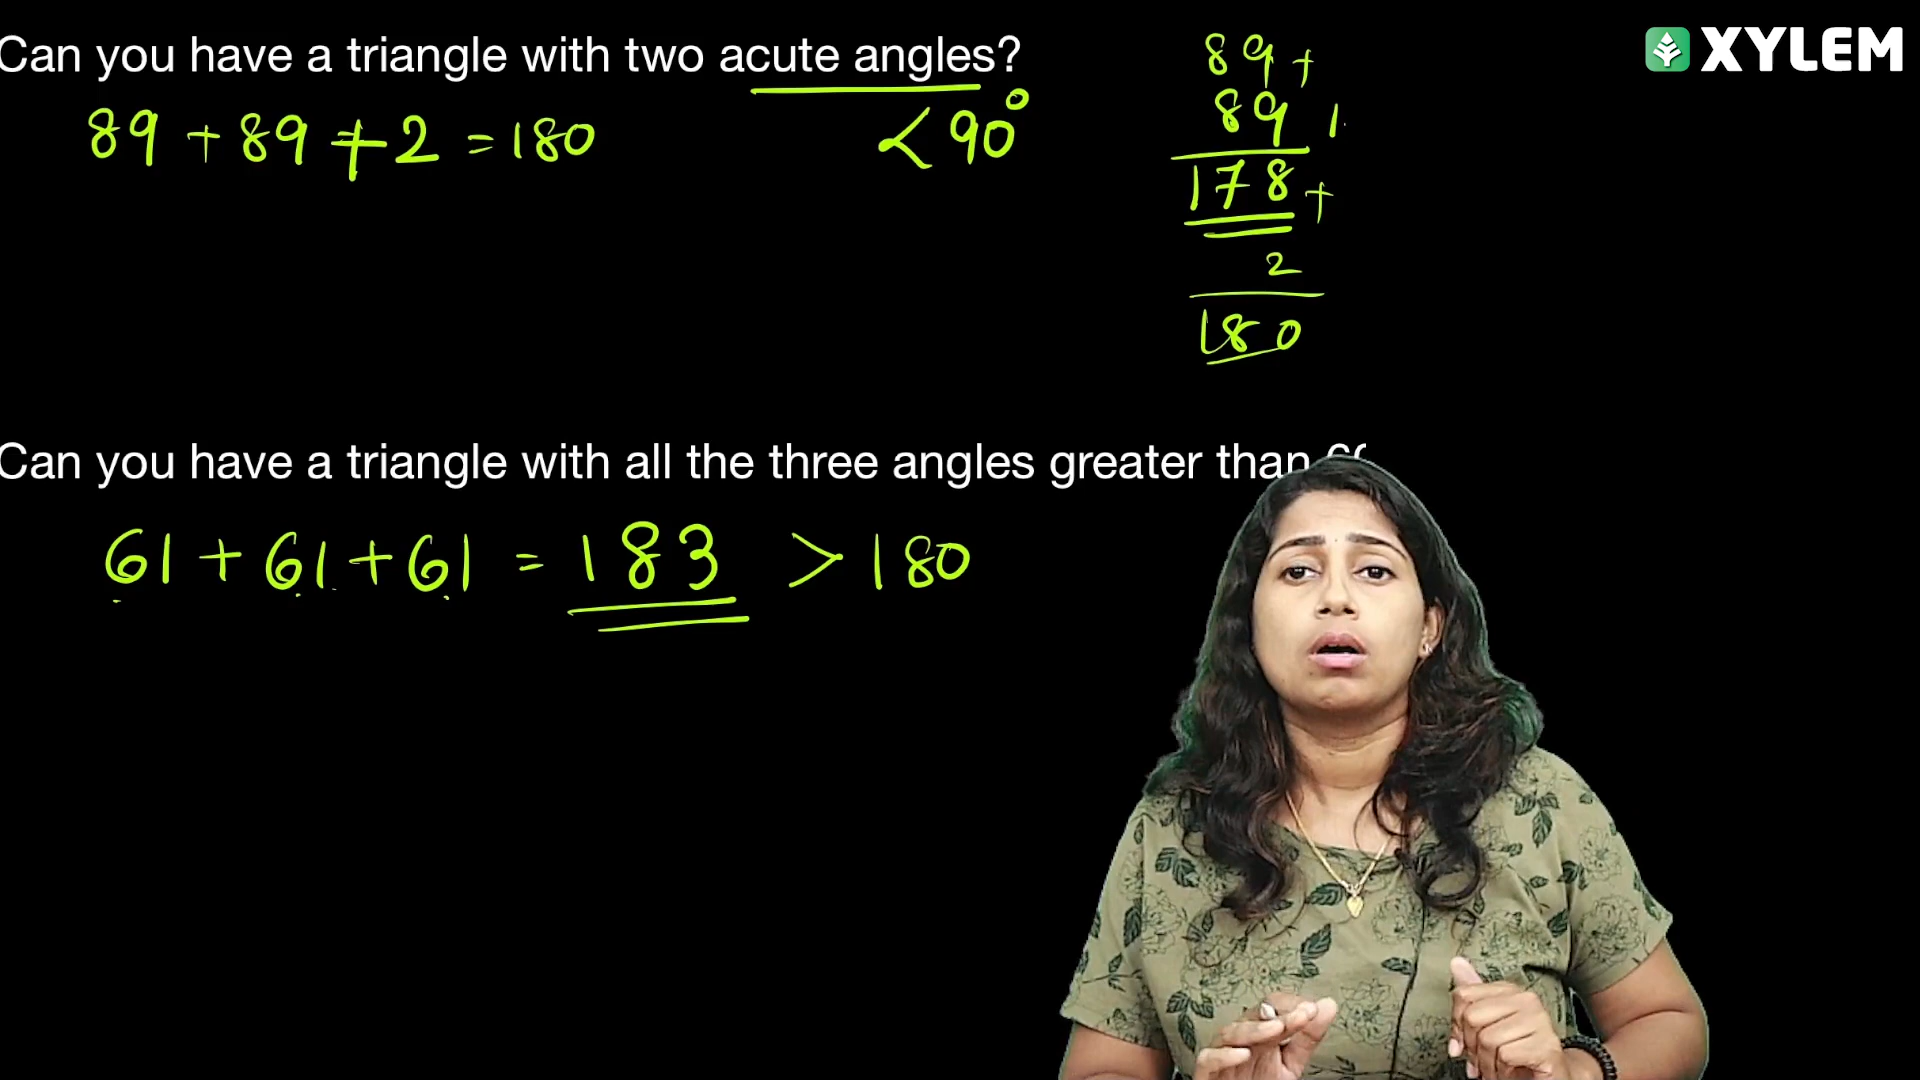 Can you have a triangle with two acute angles?
89 + 89 + 2 = 180
< 90°
89 +
89
178 +
2
180
XYLEM
Can you have a triangle with all the three angles greater than
61 + 61 + 61 = 183 > 180